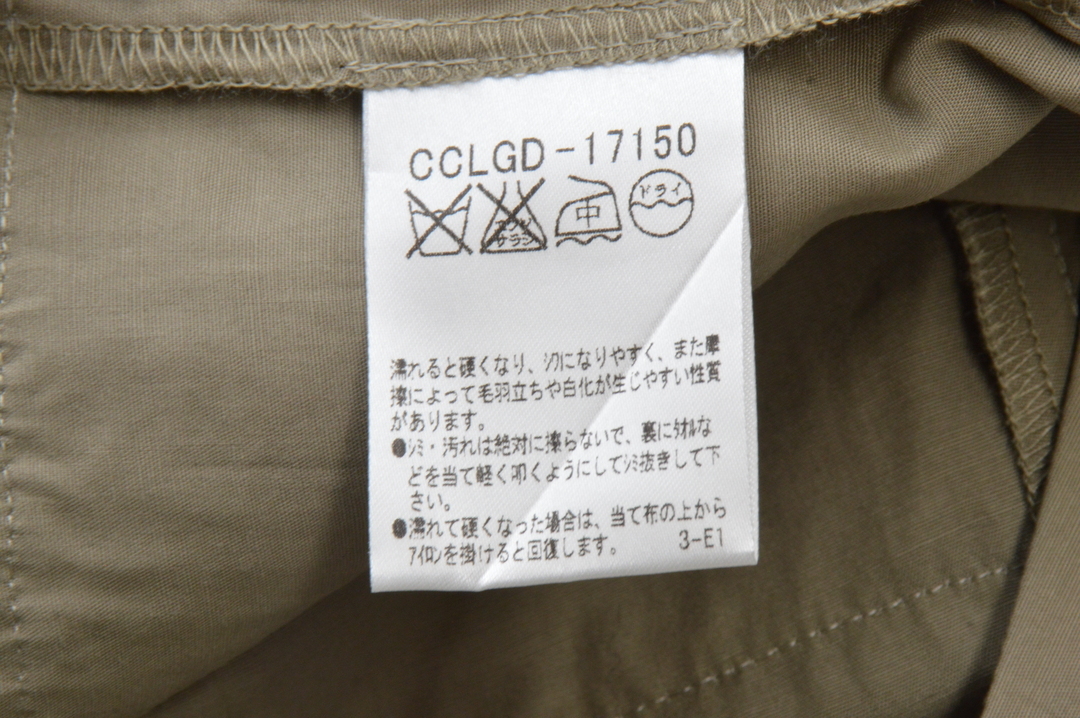 CCLGD-17150
エンソ サラシ 中 ドライ
濡れると硬くなり、ｼﾜになりやすく、また摩
擦によって毛羽立ちや白化が生じやすい性質
があります。
●ｼﾐ・汚れは絶対に擦らないで、裏にﾀｵﾙな
どを当て軽く叩くようにしてｼﾐ抜きして下
さい。
●濡れて硬くなった場合は、当て布の上から
ｱｲﾛﾝを掛けると回復します。 3-E1